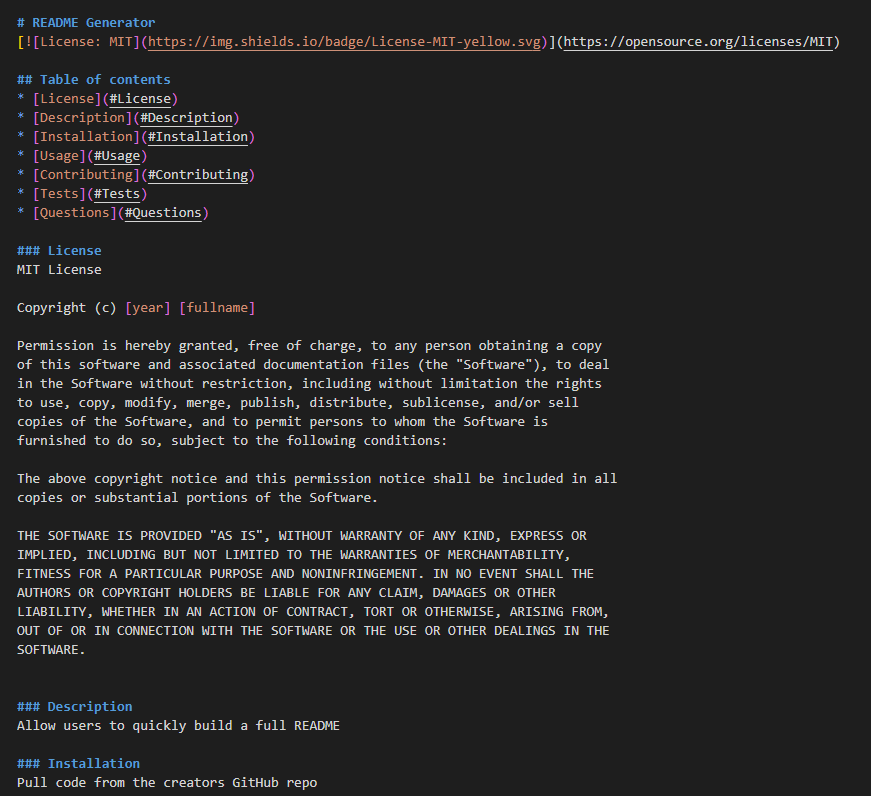 # README Generator
[![License: MIT](https://img.shields.io/badge/License-MIT-yellow.svg)](https://opensource.org/licenses/MIT)
## Table of contents
* [License](#License)
* [Description](#Description)
* [Installation](#Installation)
* [Usage](#Usage)
* [Contributing](#Contributing)
* [Tests](#Tests)
* [Questions](#Questions)
### License
MIT License
Copyright (c) [year] [fullname]
Permission is hereby granted, free of charge, to any person obtaining a copy
of this software and associated documentation files (the "Software"), to deal
in the Software without restriction, including without limitation the rights
to use, copy, modify, merge, publish, distribute, sublicense, and/or sell
copies of the Software, and to permit persons to whom the Software is
furnished to do so, subject to the following conditions:
The above copyright notice and this permission notice shall be included in all
copies or substantial portions of the Software.
THE SOFTWARE IS PROVIDED "AS IS", WITHOUT WARRANTY OF ANY KIND, EXPRESS OR
IMPLIED, INCLUDING BUT NOT LIMITED TO THE WARRANTIES OF MERCHANTABILITY,
FITNESS FOR A PARTICULAR PURPOSE AND NONINFRINGEMENT. IN NO EVENT SHALL THE
AUTHORS OR COPYRIGHT HOLDERS BE LIABLE FOR ANY CLAIM, DAMAGES OR OTHER
LIABILITY, WHETHER IN AN ACTION OF CONTRACT, TORT OR OTHERWISE, ARISING FROM,
OUT OF OR IN CONNECTION WITH THE SOFTWARE OR THE USE OR OTHER DEALINGS IN THE
SOFTWARE.
### Description
Allow users to quickly build a full README
### Installation
Pull code from the creators GitHub repo